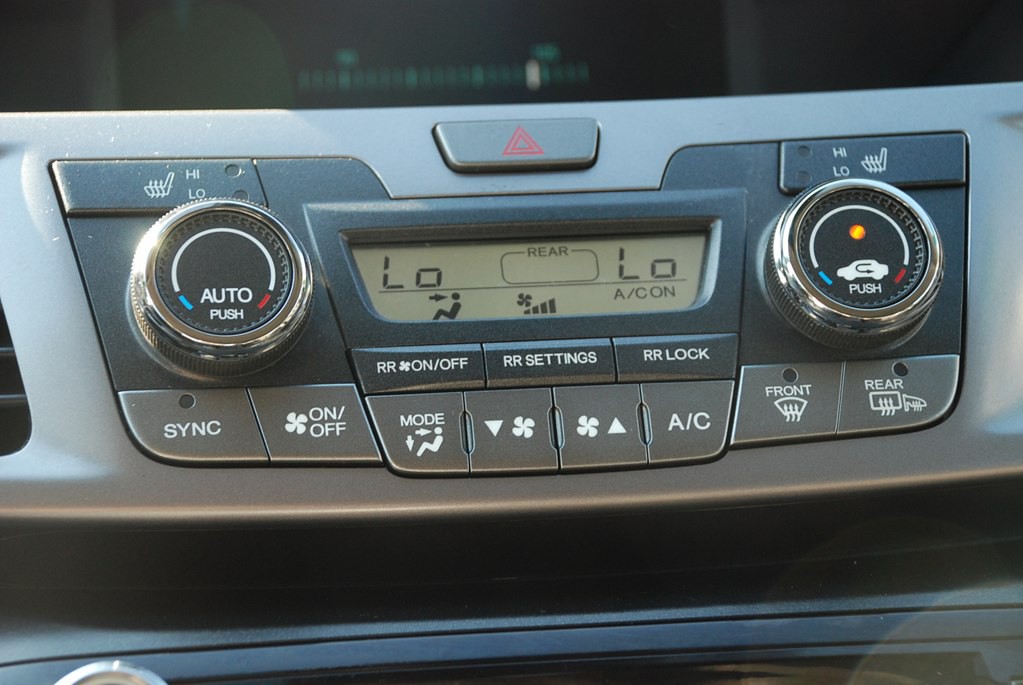 HI
LO
HI
LO
AUTO
PUSH
Lo
REAR
Lo
A/C ON
PUSH
RR ON/OFF
RR SETTINGS
RR LOCK
SYNC
ON/
OFF
MODE
A/C
FRONT
REAR